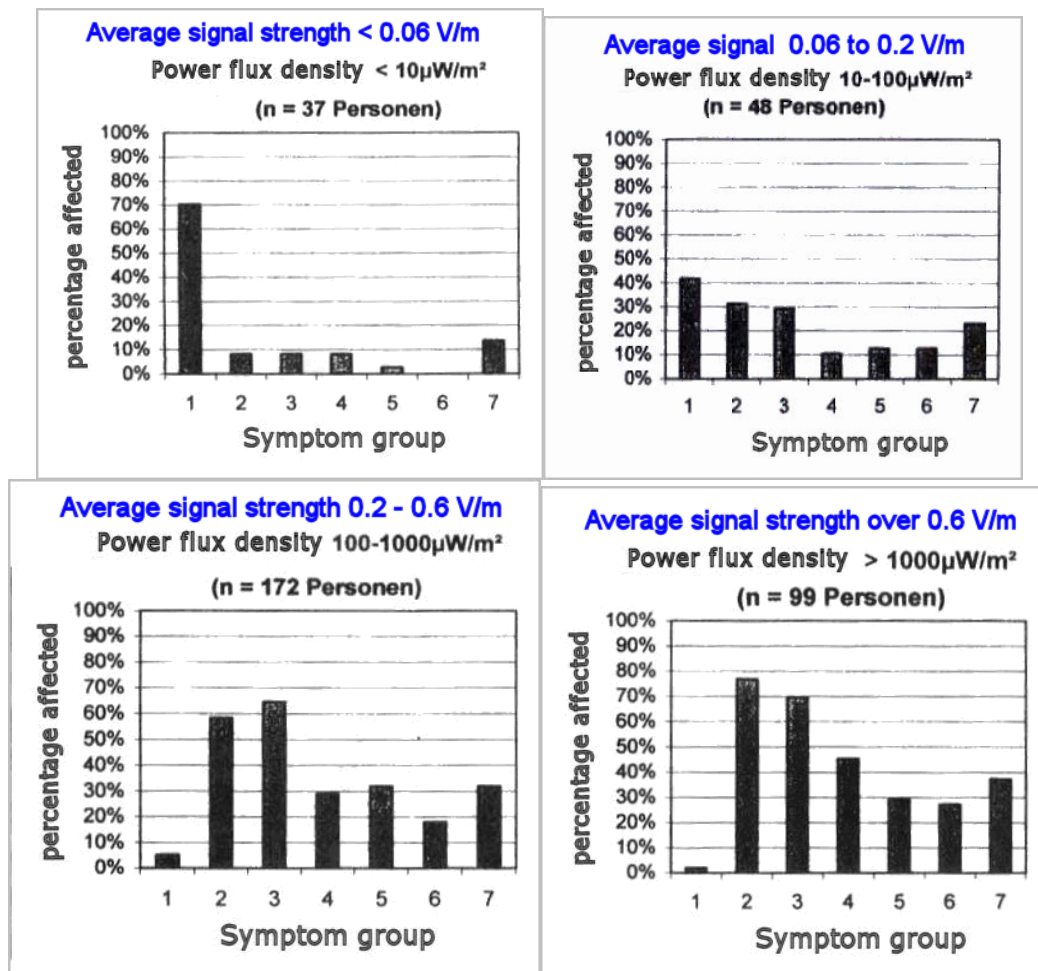 Average signal strength < 0.06 V/m
Power flux density < 10µW/m²
(n = 37 Personen)
percentage affected
100%
90%
80%
70%
60%
50%
40%
30%
20%
10%
0%
1 2 3 4 5 6 7
Symptom group
Average signal 0.06 to 0.2 V/m
Power flux density 10-100µW/m²
(n = 48 Personen)
percentage affected
100%
90%
80%
70%
60%
50%
40%
30%
20%
10%
0%
1 2 3 4 5 6 7
Symptom group
Average signal strength 0.2 - 0.6 V/m
Power flux density 100-1000µW/m²
(n = 172 Personen)
percentage affected
100%
90%
80%
70%
60%
50%
40%
30%
20%
10%
0%
1 2 3 4 5 6 7
Symptom group
Average signal strength over 0.6 V/m
Power flux density > 1000µW/m²
(n = 99 Personen)
percentage affected
100%
90%
80%
70%
60%
50%
40%
30%
20%
10%
0%
1 2 3 4 5 6 7
Symptom group